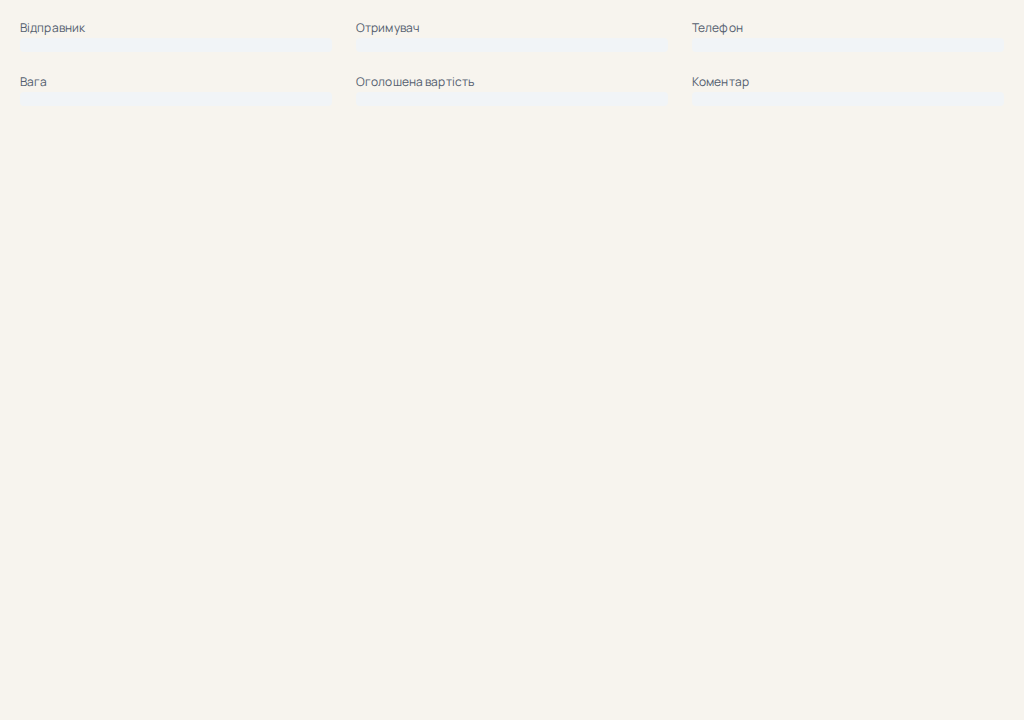 Відправник
Отримувач
Телефон
Вага
Оголошена вартість
Коментар